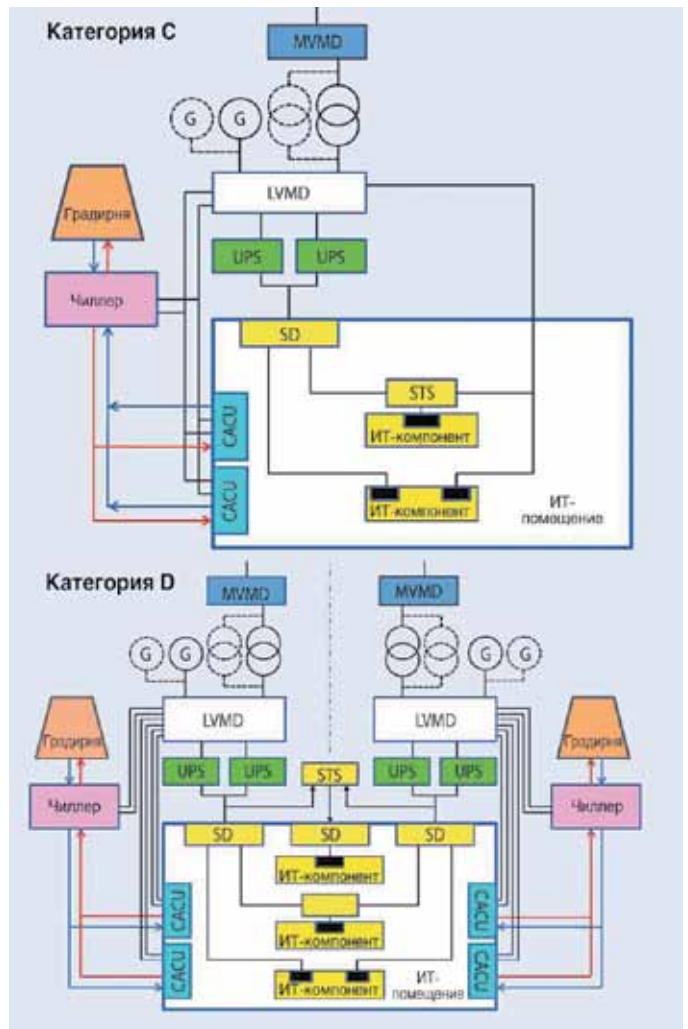 Категория C
MVMD
G
G
LVMD
Градирня
UPS
UPS
Чиллер
SD
STS
CACU
ИТ-компонент
CACU
ИТ-компонент
ИТ-
помещение
Категория D
MVMD
MVMD
G
G
G
G
LVMD
LVMD
Градирня
Градирня
UPS
UPS
STS
UPS
UPS
Чиллер
Чиллер
SD
SD
SD
ИТ-компонент
CACU
CACU
ИТ-компонент
CACU
CACU
ИТ-компонент
ИТ-
помещение